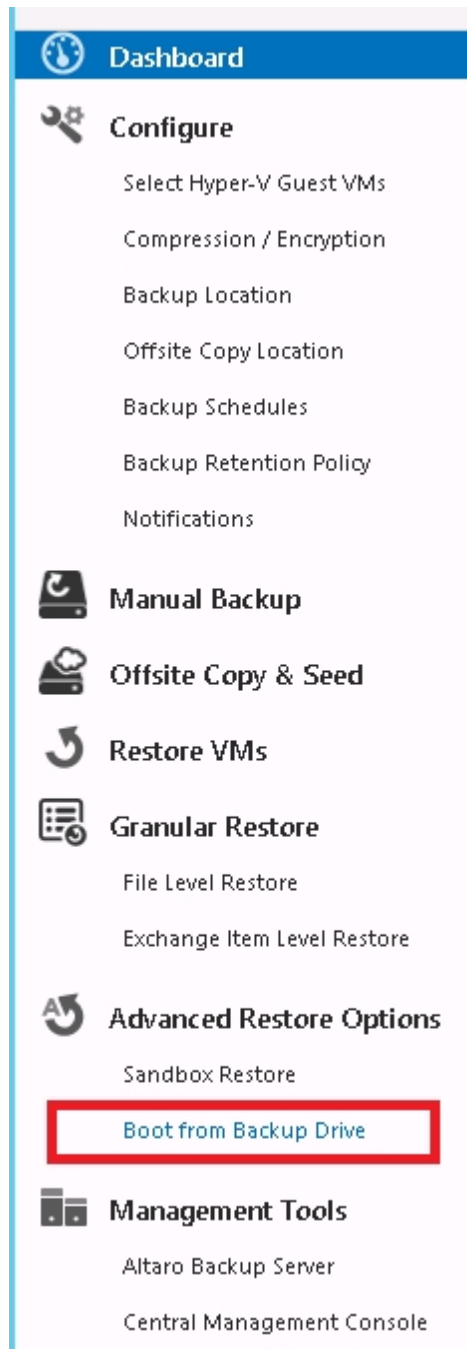 Dashboard
Configure
Select Hyper-V Guest VMs
Compression / Encryption
Backup Location
Offsite Copy Location
Backup Schedules
Backup Retention Policy
Notifications
Manual Backup
Offsite Copy & Seed
Restore VMs
Granular Restore
File Level Restore
Exchange Item Level Restore
Advanced Restore Options
Sandbox Restore
Boot from Backup Drive
Management Tools
Altaro Backup Server
Central Management Console